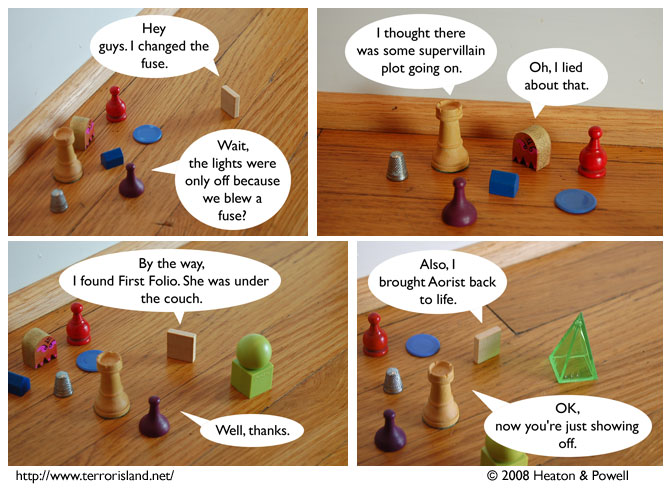 Hey
guys. I changed the
fuse.
Wait,
the lights were
only off because
we blew a
fuse?
I thought there
was some supervillain
plot going on.
Oh, I lied
about that.
By the way,
I found First Folio. She was under
the couch.
Well, thanks.
Also, I
brought Aorist back
to life.
OK,
now you're just showing
off.
http://www.terrorisland.net/
© 2008 Heaton & Powell